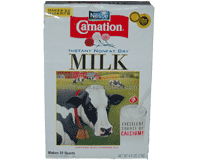 Nestlé
Carnation
INSTANT NONFAT DRY
MILK
EXCELLENT
SOURCE OF
CALCIUM!